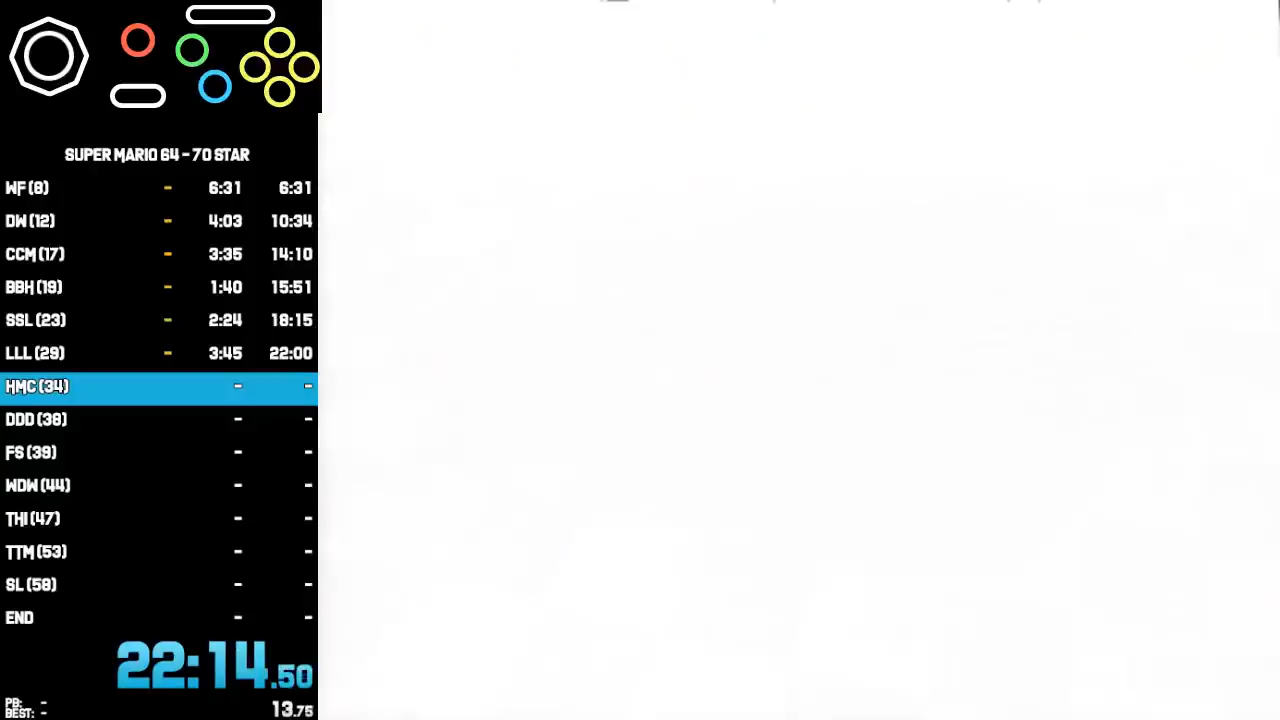 SUPER MARIO 64 - 70 STAR
WF (8) - 6:31 6:31
DW (12) - 4:03 10:34
CCM (17) - 3:35 14:10
BBH (19) - 1:40 15:51
SSL (23) - 2:24 18:15
LLL (29) - 3:45 22:00
HMC (34) - -
DDD (38) - -
FS (39) - -
WDW (44) - -
THI (47) - -
TTM (53) - -
SL (58) - -
END - -
22:14.50
PB: -
BEST: - 13.75